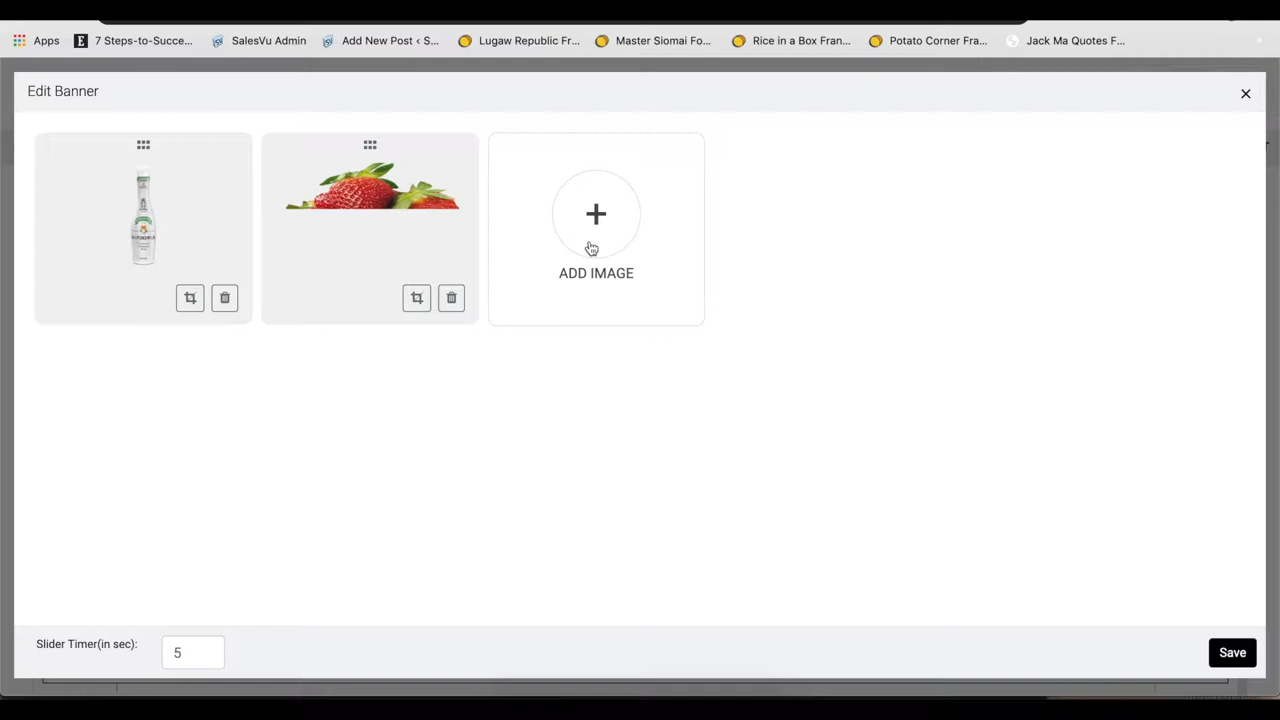 Apps
7 Steps-to-Succe...
SalesVu Admin
Add New Post ‹ S...
Lugaw Republic Fr...
Master Siomai Fo...
Rice in a Box Fran...
Potato Corner Fra...
Jack Ma Quotes F...
Edit Banner
ADD IMAGE
Slider Timer(in sec):
5
Save